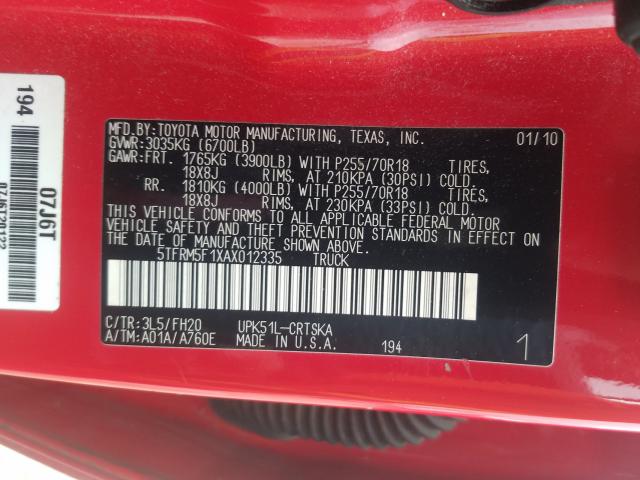 MFD.BY:TOYOTA MOTOR MANUFACTURING, TEXAS, INC. 01/10
GVWR:3035KG (6700LB)
GAWR:FRT. 1765KG (3900LB) WITH P255/70R18 TIRES,
18X8J RIMS, AT 210KPA (30PSI) COLD.
RR. 1810KG (4000LB) WITH P255/70R18 TIRES,
18X8J RIMS, AT 230KPA (33PSI) COLD.
THIS VEHICLE CONFORMS TO ALL APPLICABLE FEDERAL MOTOR
VEHICLE SAFETY AND THEFT PREVENTION STANDARDS IN EFFECT ON
THE DATE OF MANUFACTURE SHOWN ABOVE.
5TFRM5F1XAX012335 TRUCK
C/TR:3L5/FH20 UPK51L-CRTSKA
A/TM:A01A/A760E MADE IN U.S.A. 194 1
194
07J6T